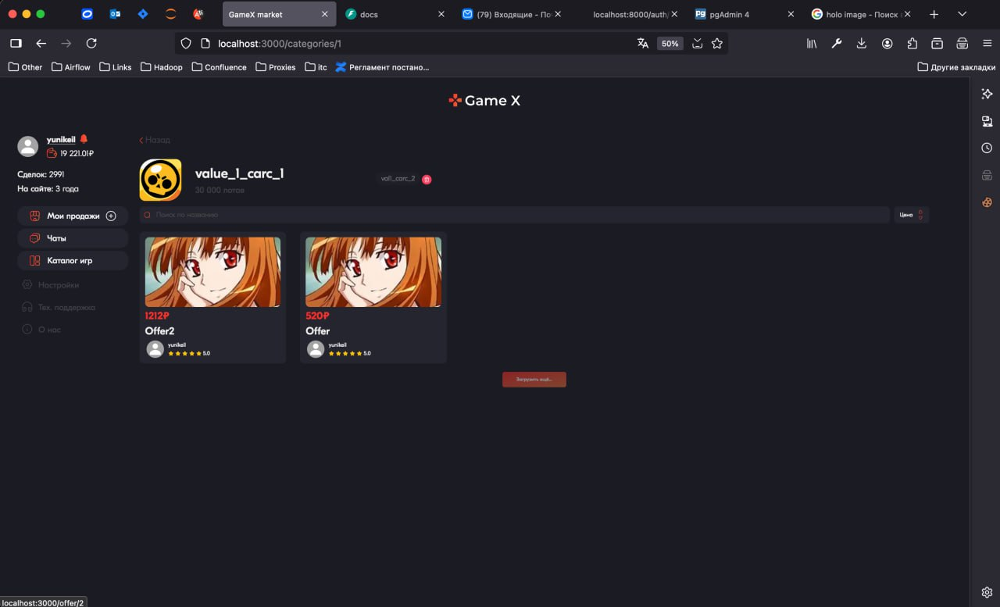 GameX market
docs
(79) Входящие - По
localhost:8000/auth/
pgAdmin 4
holo image - Поиск
localhost:3000/categories/1
50%
Other
Airflow
Links
Hadoop
Confluence
Proxies
itc
Регламент постано...
Другие закладки
Game X
yunikeil
19 221.01₽
Сделок: 2991
На сайте: 3 года
Мои продажи
Чаты
Каталог игр
Настройки
Тех. поддержка
О нас
Назад
value_1_carc_1
30 000 лотов
val1_carc_2
Поиск по названию
Цена
1212₽
Offer2
yunikeil
5.0
520₽
Offer
yunikeil
5.0
Загрузить ещё..
localhost:3000/offer/2